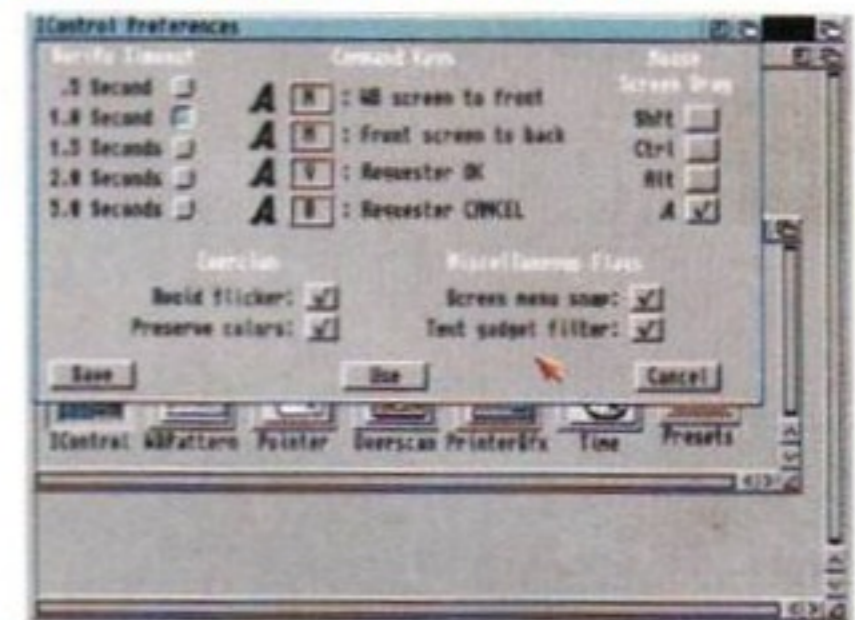 IControl Preferences
Verify Timeout
Command Keys
Mouse
Screen Drag
.5 Second
1.0 Second
1.5 Seconds
2.0 Seconds
5.0 Seconds
A N : WB screen to front
A M : Front screen to back
A V : Requester OK
A B : Requester CANCEL
Shft
Ctrl
Alt
A
Coercion
Miscellaneous Flags
Avoid flicker:
Preserve colors:
Screen menu snap:
Text gadget filter:
Save
Use
Cancel
IControl WBPattern Pointer Overscan PrinterGfx Time Presets